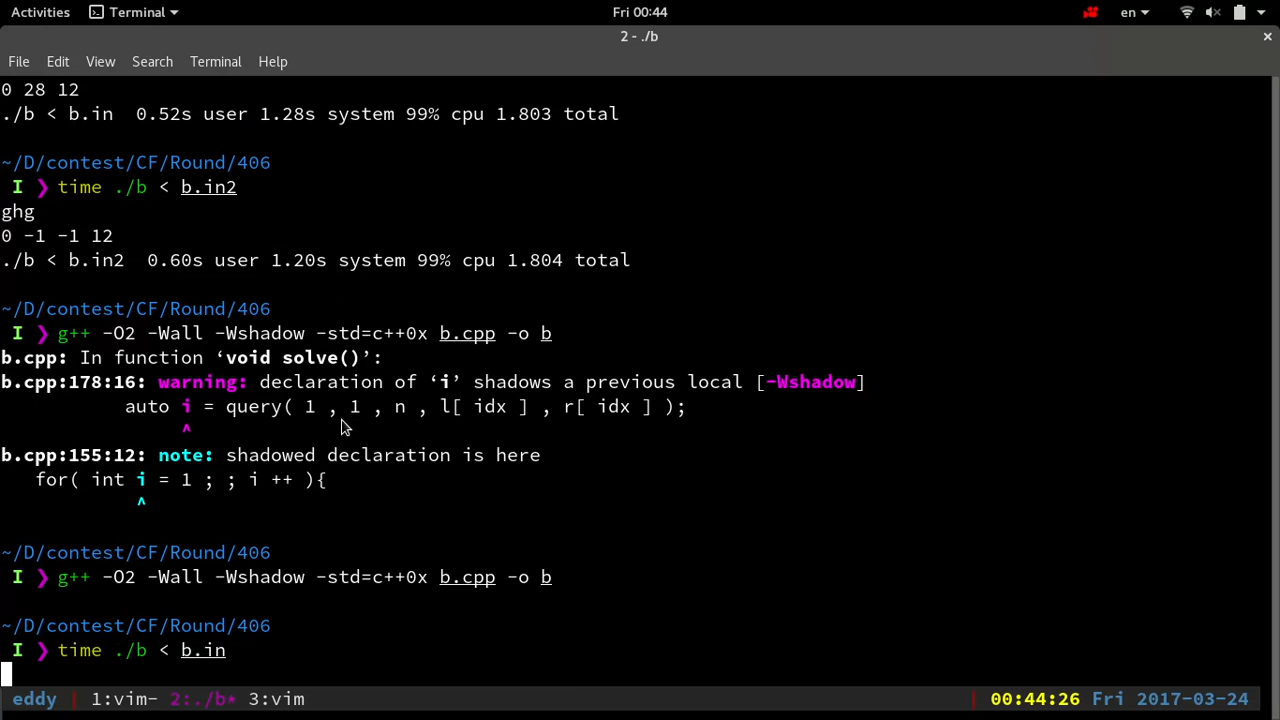 Activities Terminal Fri 00:44 en
2 - ./b
File Edit View Search Terminal Help
0 28 12
./b < b.in  0.52s user 1.28s system 99% cpu 1.803 total
~/D/contest/CF/Round/406
I ❯ time ./b < b.in2
ghg
0 -1 -1 12
./b < b.in2  0.60s user 1.20s system 99% cpu 1.804 total
~/D/contest/CF/Round/406
I ❯ g++ -O2 -Wall -Wshadow -std=c++0x b.cpp -o b
b.cpp: In function ‘void solve()’:
b.cpp:178:16: warning: declaration of ‘i’ shadows a previous local [-Wshadow]
auto i = query( 1 , 1 , n , l[ idx ] , r[ idx ] );
^
b.cpp:155:12: note: shadowed declaration is here
for( int i = 1 ; ; i ++ ){
^
~/D/contest/CF/Round/406
I ❯ g++ -O2 -Wall -Wshadow -std=c++0x b.cpp -o b
~/D/contest/CF/Round/406
I ❯ time ./b < b.in
eddy | 1:vim- 2:./b* 3:vim | 00:44:26 Fri 2017-03-24